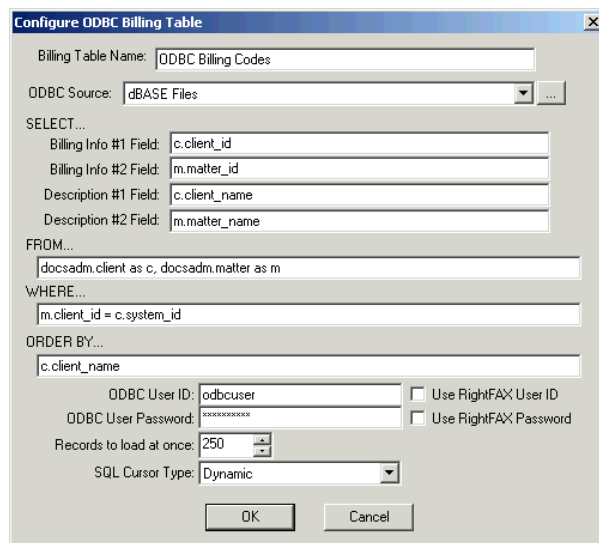 Configure ODBC Billing Table
Billing Table Name: ODBC Billing Codes
ODBC Source: dBASE Files ...
SELECT...
Billing Info #1 Field: c.client_id
Billing Info #2 Field: m.matter_id
Description #1 Field: c.client_name
Description #2 Field: m.matter_name
FROM...
docsadm.client as c, docsadm.matter as m
WHERE...
m.client_id = c.system_id
ORDER BY...
c.client_name
ODBC User ID: odbcuser Use RightFAX User ID
ODBC User Password: ********** Use RightFAX Password
Records to load at once: 250
SQL Cursor Type: Dynamic
OK Cancel